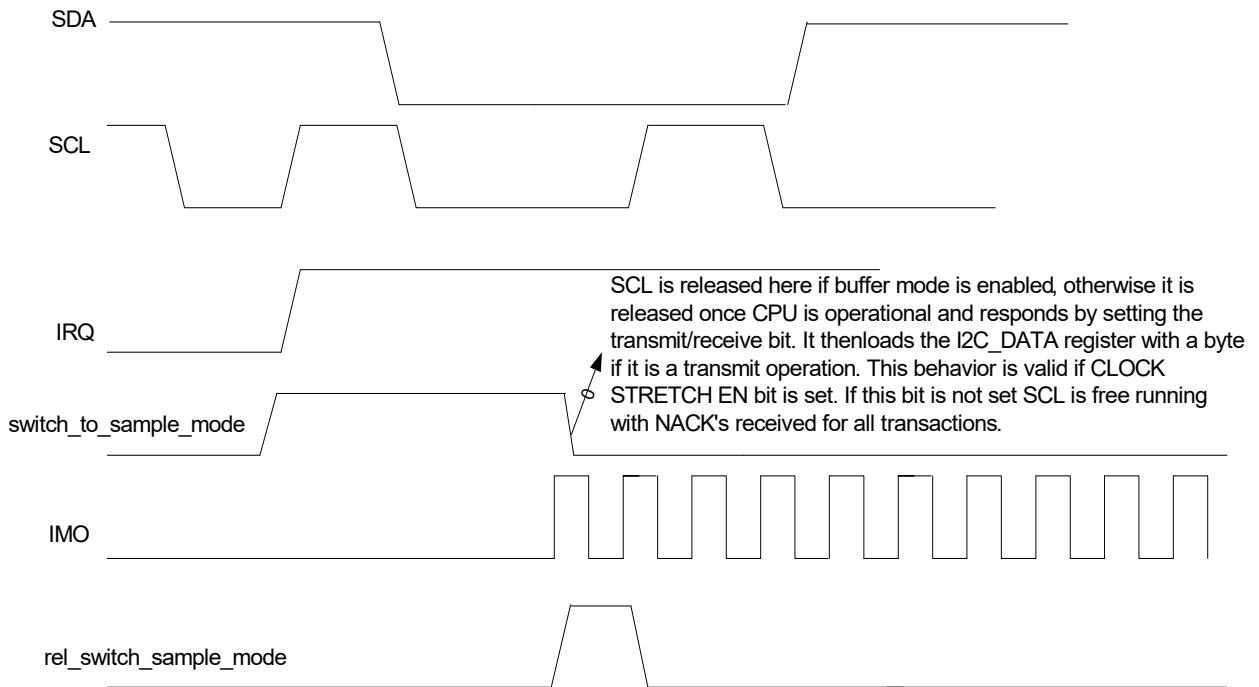 SDA
SCL
IRQ
SCL is released here if buffer mode is enabled, otherwise it is
released once CPU is operational and responds by setting the
transmit/receive bit. It thenloads the I2C_DATA register with a byte
if it is a transmit operation. This behavior is valid if CLOCK
STRETCH EN bit is set. If this bit is not set SCL is free running
with NACK's received for all transactions.
switch_to_sample_mode
IMO
rel_switch_sample_mode